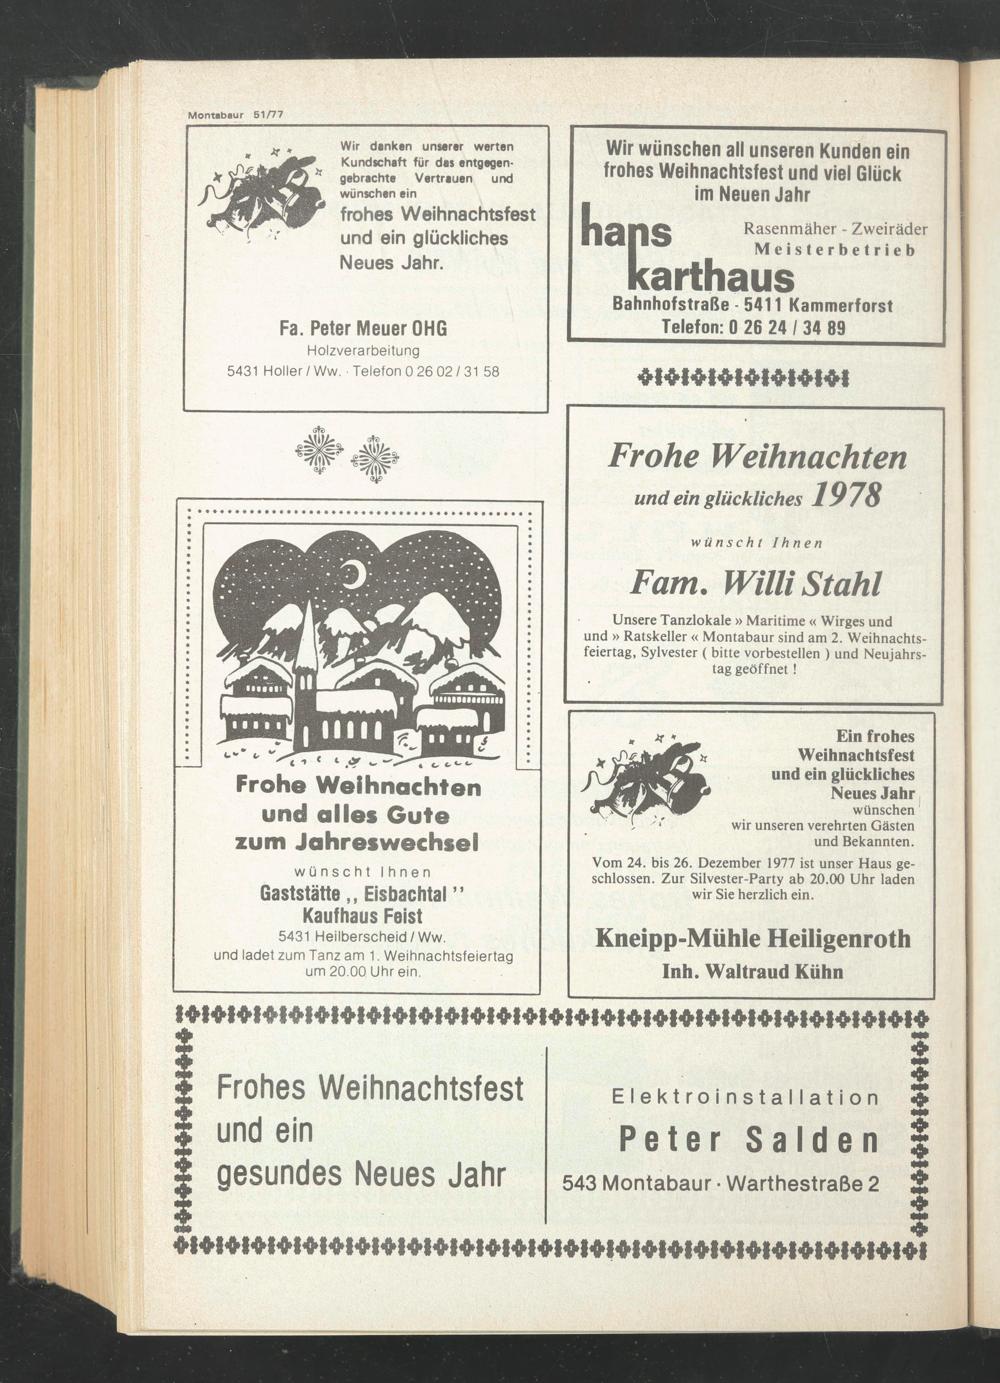 Montabaur 51/77
Wir danken unserer werten
Kundschaft für das entgegen-
gebrachte Vertrauen und
wünschen ein
frohes Weihnachtsfest
und ein glückliches
Neues Jahr.
Fa. Peter Meuer OHG
Holzverarbeitung
5431 Holler / Ww. · Telefon 0 26 02 / 31 58
Wir wünschen all unseren Kunden ein
frohes Weihnachtsfest und viel Glück
im Neuen Jahr
hans
karthaus
Rasenmäher - Zweiräder
Meisterbetrieb
Bahnhofstraße - 5411 Kammerforst
Telefon: 0 26 24 / 34 89
Frohe Weihnachten
und ein glückliches 1978
wünscht Ihnen
Fam. Willi Stahl
Unsere Tanzlokale » Maritime « Wirges und
und » Ratskeller « Montabaur sind am 2. Weihnachts-
feiertag, Sylvester ( bitte vorbestellen ) und Neujahrs-
tag geöffnet !
Frohe Weihnachten
und alles Gute
zum Jahreswechsel
wünscht Ihnen
Gaststätte ,, Eisbachtal ’’
Kaufhaus Feist
5431 Heilberscheid / Ww.
und ladet zum Tanz am 1. Weihnachtsfeiertag
um 20.00 Uhr ein.
Ein frohes
Weihnachtsfest
und ein glückliches
Neues Jahr
wünschen
wir unseren verehrten Gästen
und Bekannten.
Vom 24. bis 26. Dezember 1977 ist unser Haus ge-
schlossen. Zur Silvester-Party ab 20.00 Uhr laden
wir Sie herzlich ein.
Kneipp-Mühle Heiligenroth
Inh. Waltraud Kühn
Frohes Weihnachtsfest
und ein
gesundes Neues Jahr
Elektroinstallation
Peter Salden
543 Montabaur · Warthestraße 2